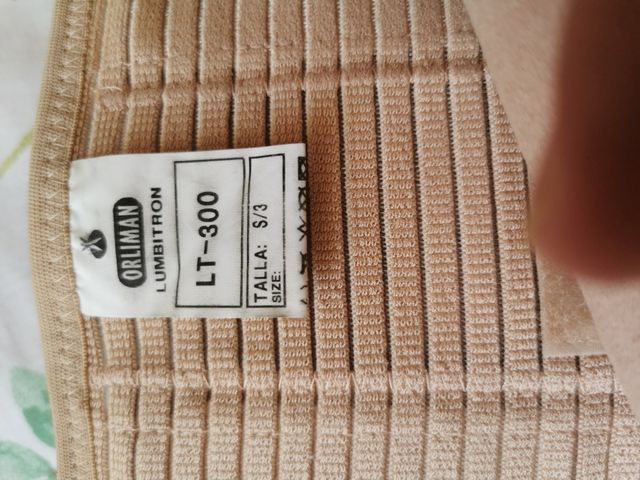 ORLIMAN
LUMBITRON
LT-300
TALLA: S/3
SIZE: